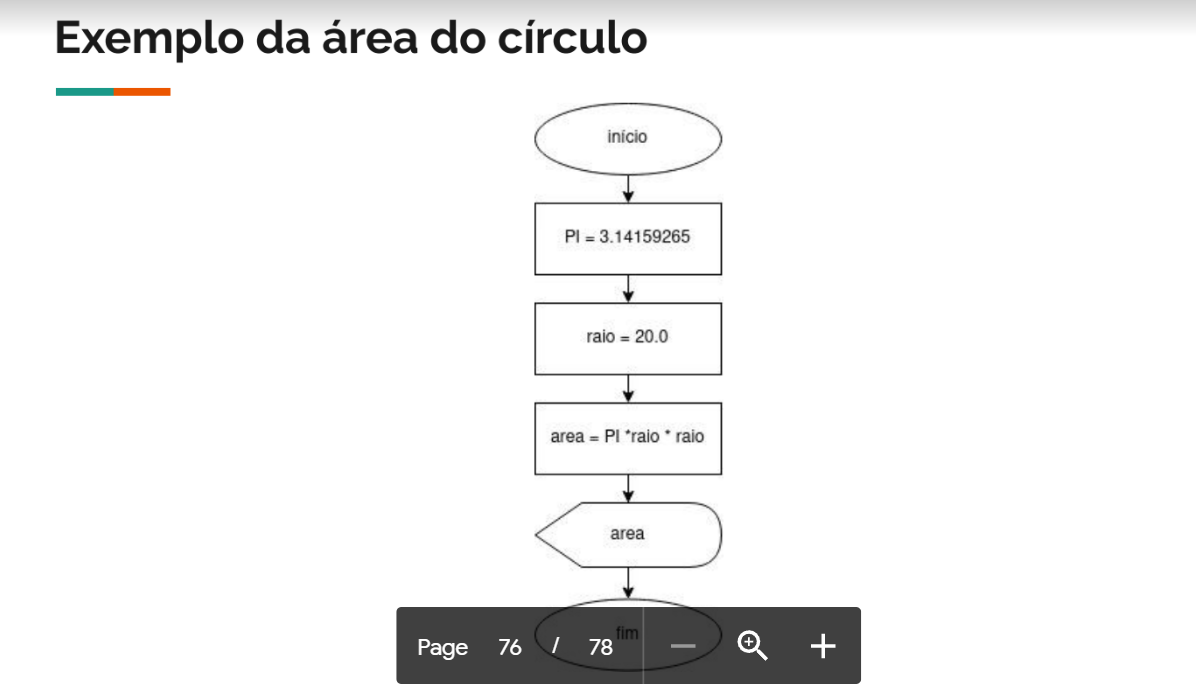 Exemplo da área do círculo
início
PI = 3.14159265
raio = 20.0
area = PI *raio * raio
area
fim
Page 76 / 78